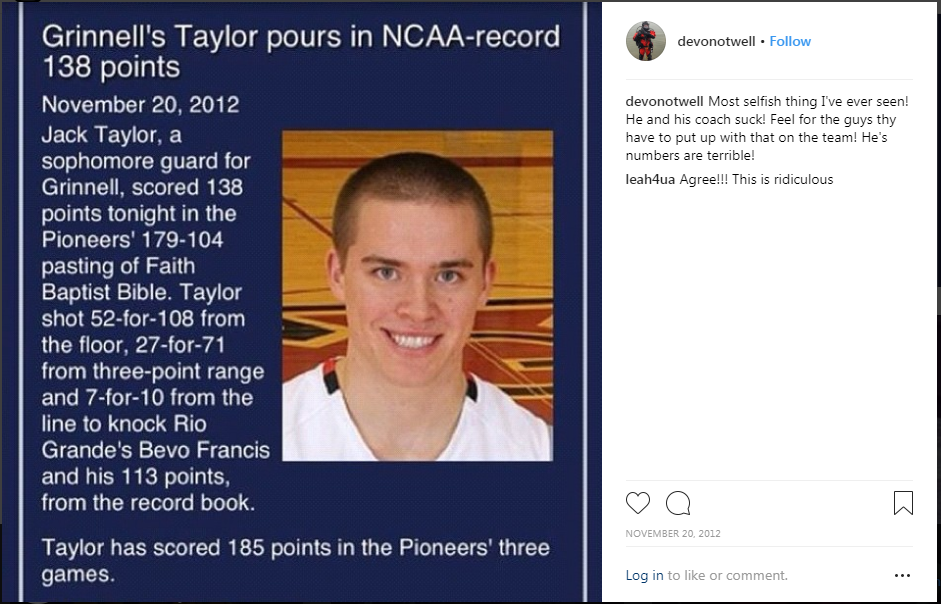 Grinnell's Taylor pours in NCAA-record
138 points
November 20, 2012
Jack Taylor, a
sophomore guard for
Grinnell, scored 138
points tonight in the
Pioneers' 179-104
pasting of Faith
Baptist Bible. Taylor
shot 52-for-108 from
the floor, 27-for-71
from three-point range
and 7-for-10 from the
line to knock Rio
Grande's Bevo Francis
and his 113 points,
from the record book.
Taylor has scored 185 points in the Pioneers' three
games.
devonotwell • Follow
devonotwell Most selfish thing I've ever seen!
He and his coach suck! Feel for the guys thy
have to put up with that on the team! He's
numbers are terrible!
leah4ua Agree!!! This is ridiculous
NOVEMBER 20, 2012
Log in to like or comment.